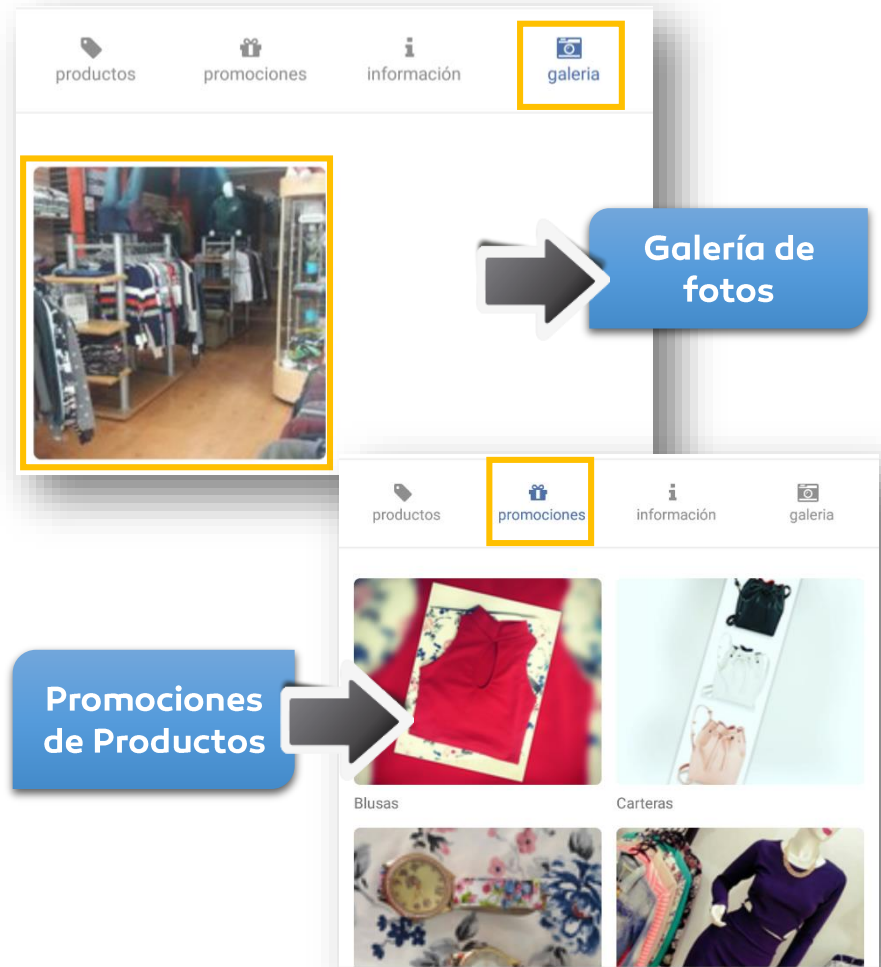 productos promociones información galeria
Galería de
fotos
productos promociones información galeria
Promociones
de Productos
Blusas Carteras